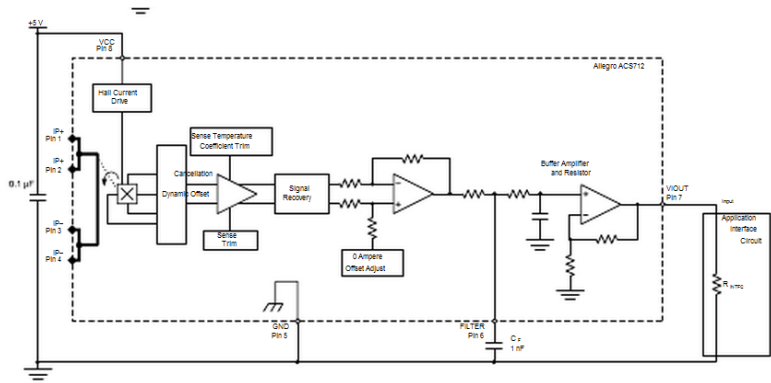 +5 V
VCC
Pin 8
Allegro ACS712
Hall Current
Drive
IP+
Pin 1
Sense Temperature
Coefficient Trim
Buffer Amplifier
and Resistor
IP+
Pin 2
Cancellation
Dynamic Offset
Signal
Recovery
0.1 µF
VIOUT
Pin 7
Input
Application
Interface
Circuit
IP−
Pin 3
Sense
Trim
IP−
Pin 4
0 Ampere
Offset Adjust
R INTFC
GND
Pin 5
FILTER
Pin 6
C F
1 nF